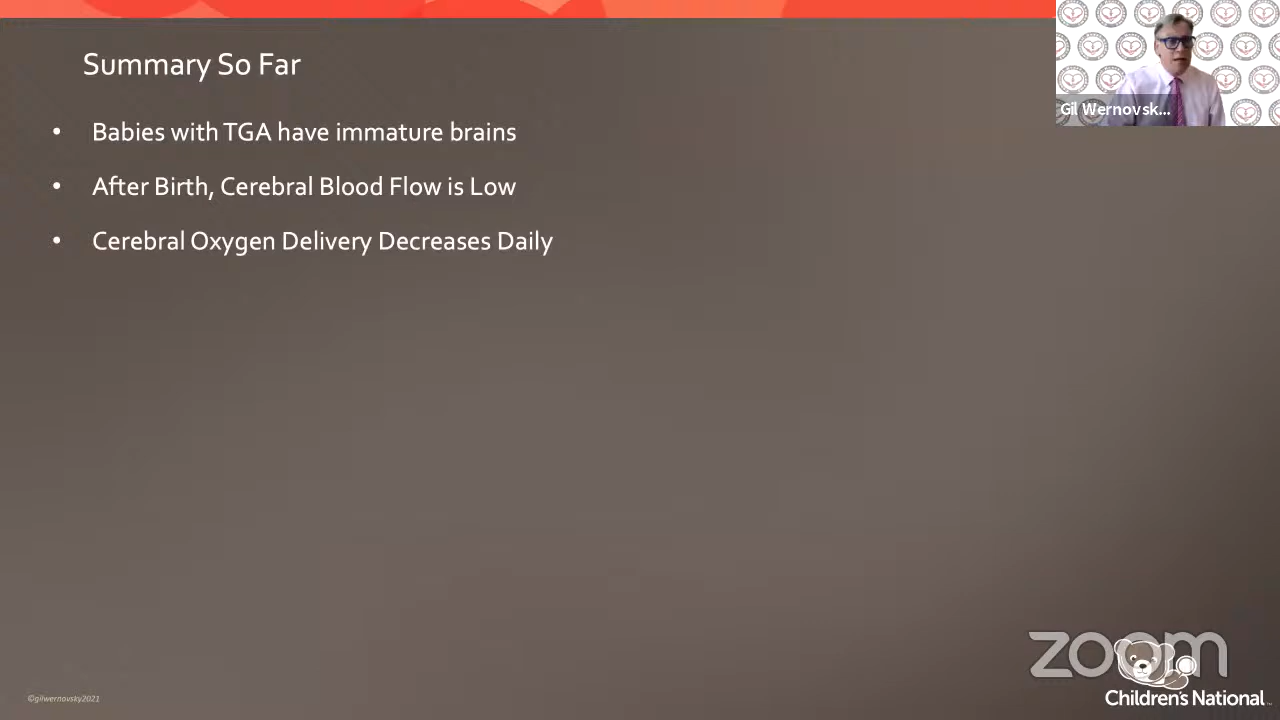 Summary So Far
Gil Wernovsk...
• Babies with TGA have immature brains
• After Birth, Cerebral Blood Flow is Low
• Cerebral Oxygen Delivery Decreases Daily
zoom
Children's National
©gilwernovsky2021